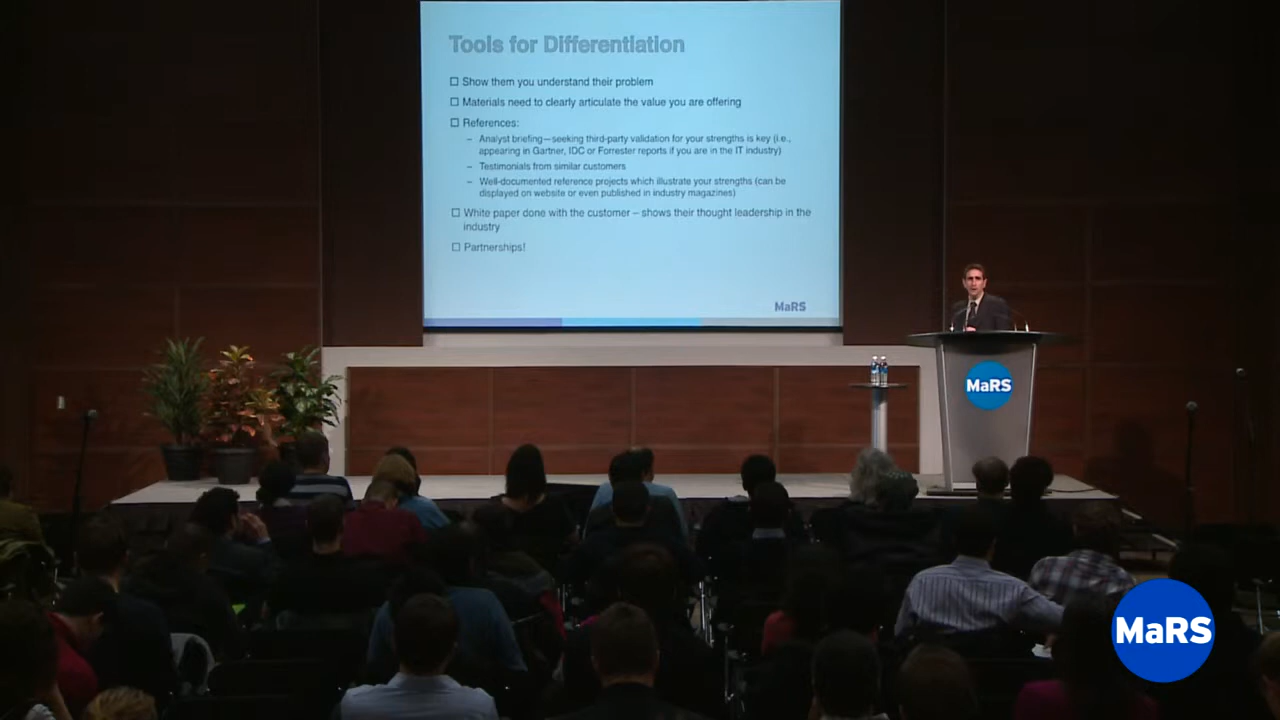 Tools for Differentiation
☐ Show them you understand their problem
☐ Materials need to clearly articulate the value you are offering
☐ References:
– Analyst briefing—seeking third-party validation for your strengths is key (i.e.,
appearing in Gartner, IDC or Forrester reports if you are in the IT industry)
– Testimonials from similar customers
– Well-documented reference projects which illustrate your strengths (can be
displayed on website or even published in industry magazines)
☐ White paper done with the customer – shows their thought leadership in the
industry
☐ Partnerships!
MaRS
MaRS
MaRS